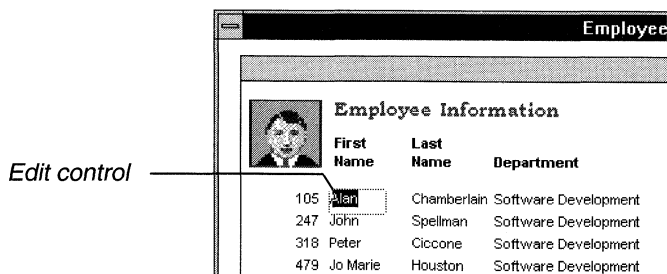 Employee
Employee Information
First Name
Last Name
Department
Edit control
105 Alan Chamberlain Software Development
247 John Spellman Software Development
318 Peter Ciccone Software Development
479 Jo Marie Houston Software Development